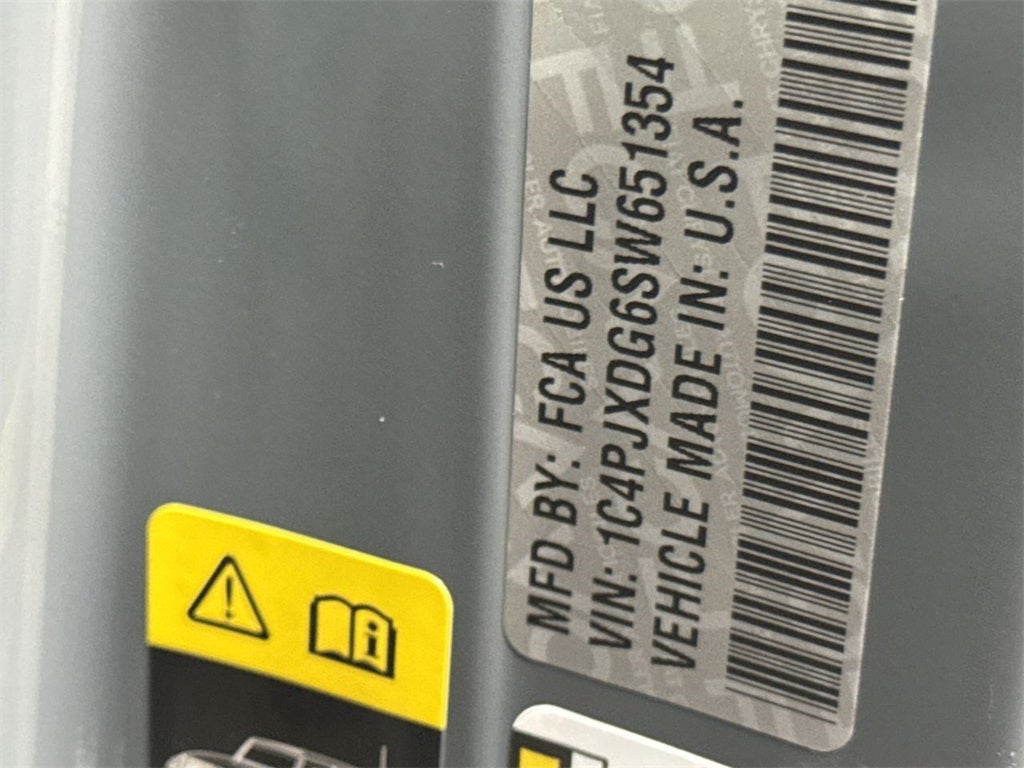 MFD BY: FCA US LLC
VIN: 1C4PJXDG6SW651354
VEHICLE MADE IN: U.S.A.